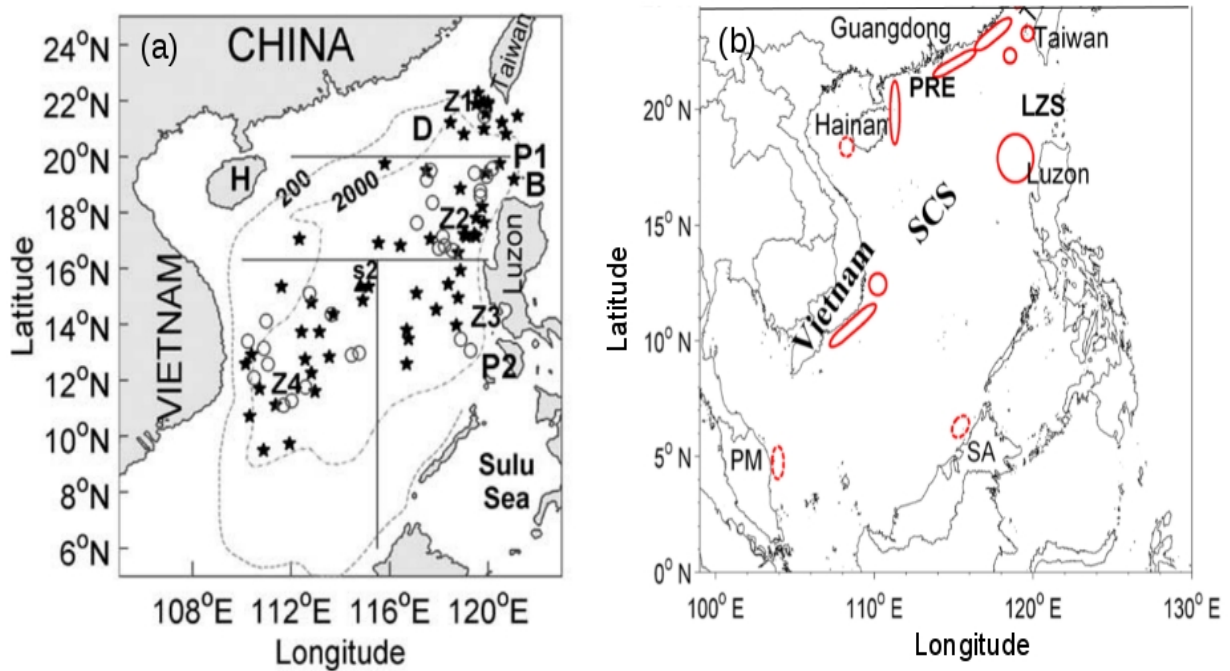 (a)
CHINA
Taiwan
24°N
22°N
20°N
18°N
16°N
14°N
12°N
10°N
8°N
6°N
Latitude
Z1
D
P1
B
H
200
2000
Z2
Luzon
s2
Z3
P2
Z4
VIETNAM
Sulu
Sea
108°E 112°E 116°E 120°E
Longitude
(b)
Guangdong
Taiwan
PRE
LZS
Hainan
Luzon
SCS
Vietnam
PM
SA
20° N
15° N
10° N
5° N
0° N
Latitude
100° E 110° E 120° E 130° E
Longitude